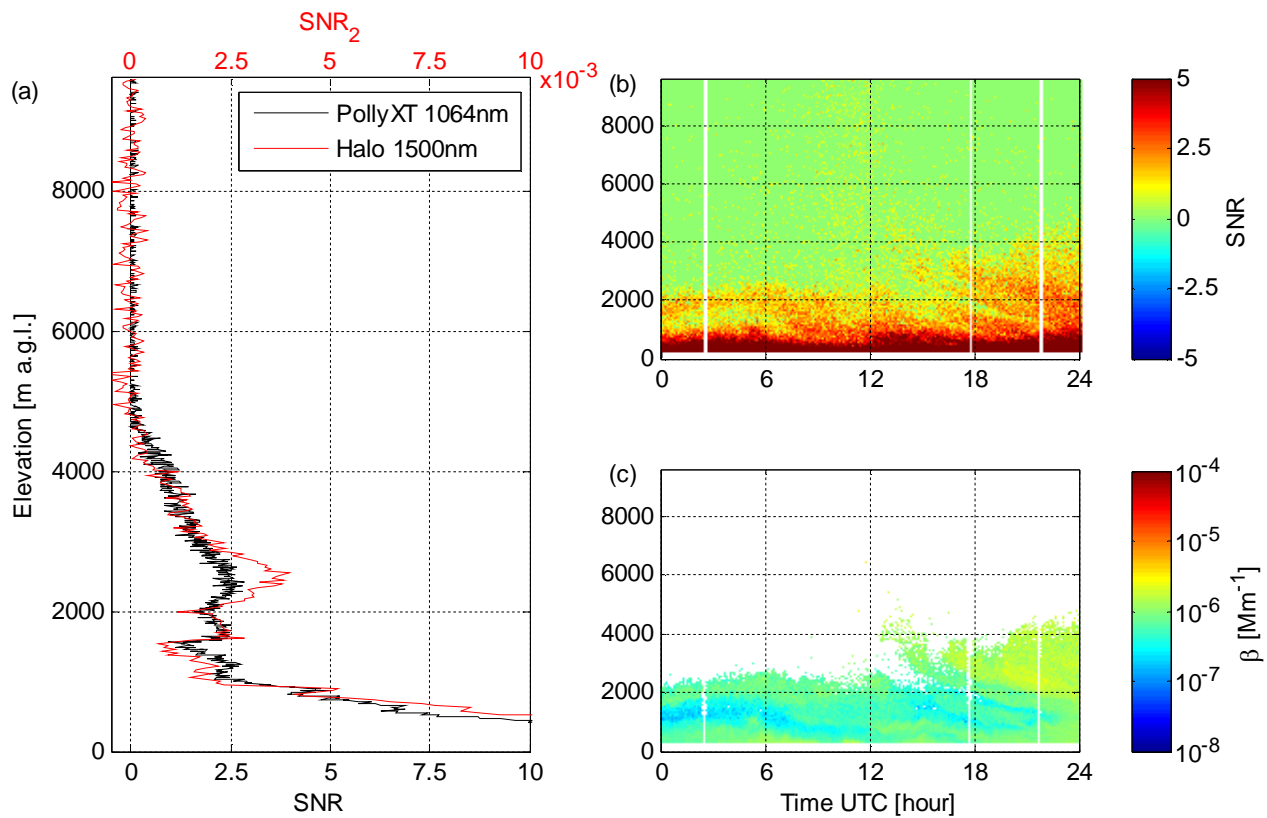 SNR2
0 2.5 5 7.5 10
x10-3
(a)
PollyXT 1064nm
Halo 1500nm
8000
6000
4000
2000
0
Elevation [m a.g.l.]
0 2.5 5 7.5 10
SNR
(b)
8000
6000
4000
2000
0
0 6 12 18 24
5
2.5
0
-2.5
-5
SNR
(c)
8000
6000
4000
2000
0
0 6 12 18 24
Time UTC [hour]
10-4
10-5
10-6
10-7
10-8
β [Mm-1]